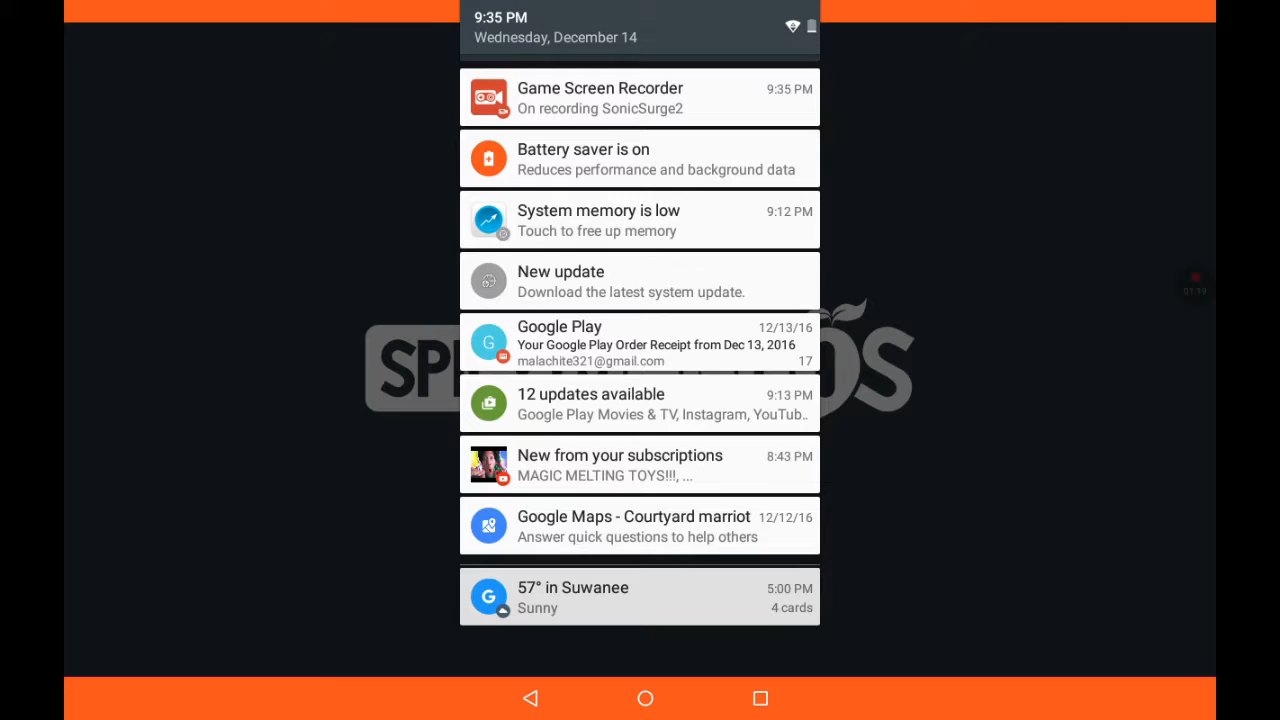 9:35 PM
Wednesday, December 14
Game Screen Recorder 9:35 PM
On recording SonicSurge2
Battery saver is on
Reduces performance and background data
System memory is low 9:12 PM
Touch to free up memory
New update
Download the latest system update.
01:19
Google Play 12/13/16
Your Google Play Order Receipt from Dec 13, 2016
malachite321@gmail.com 17
12 updates available 9:13 PM
Google Play Movies & TV, Instagram, YouTub..
New from your subscriptions 8:43 PM
MAGIC MELTING TOYS!!!, ...
Google Maps - Courtyard marriot 12/12/16
Answer quick questions to help others
57° in Suwanee 5:00 PM
Sunny 4 cards